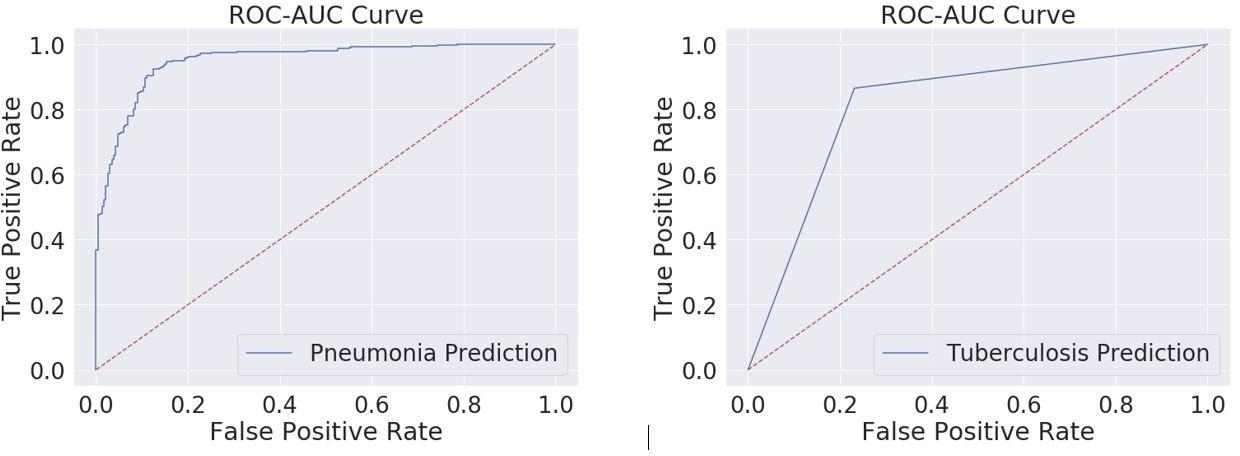 ROC-AUC Curve
True Positive Rate
1.0
0.8
0.6
0.4
0.2
0.0
Pneumonia Prediction
0.0 0.2 0.4 0.6 0.8 1.0
False Positive Rate
ROC-AUC Curve
True Positive Rate
1.0
0.8
0.6
0.4
0.2
0.0
Tuberculosis Prediction
0.0 0.2 0.4 0.6 0.8 1.0
False Positive Rate